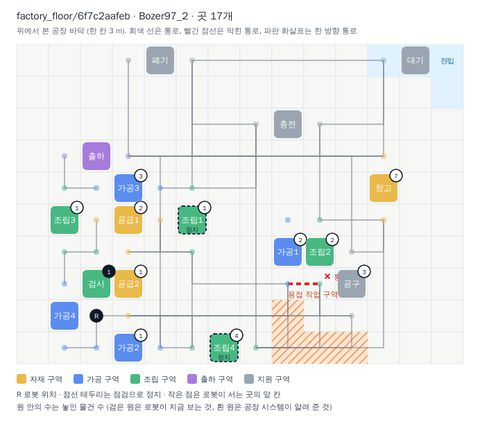 factory_floor/6f7c2aafeb · Bozer97_2 · 곳 17개
위에서 본 공장 바닥 (한 칸 3 m). 회색 선은 통로, 빨간 점선은 막힌 통로, 파란 화살표는 한 방향 통로
폐기
대기
진입
충전
출하
가공3
3
창고
7
조립3
1
공급1
2
조립1
1
정지
가공1
2
조립2
2
검사
1
공급2
1
공구
3
용접 작업 구역
가공4
R
가공2
1
조립4
4
정지
자재 구역
가공 구역
조립 구역
출하 구역
지원 구역
R 로봇 위치 · 점선 테두리는 점검으로 정지 · 작은 점은 로봇이 서는 곳의 앞 칸
원 안의 수는 놓인 물건 수 (검은 원은 로봇이 지금 보는 것, 흰 원은 공장 시스템이 알려 준 것)